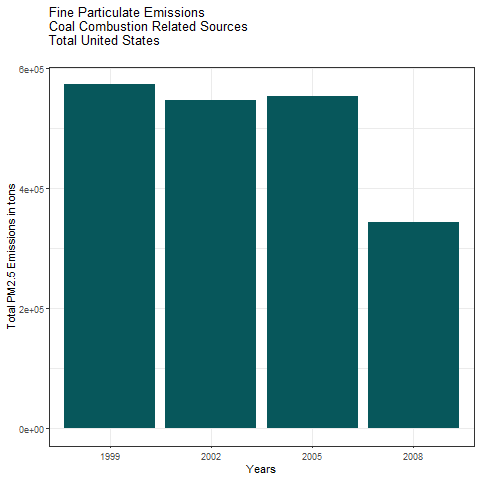 Fine Particulate Emissions
Coal Combustion Related Sources
Total United States
Total PM2.5 Emissions in tons
6e+05
4e+05
2e+05
0e+00
1999 2002 2005 2008
Years